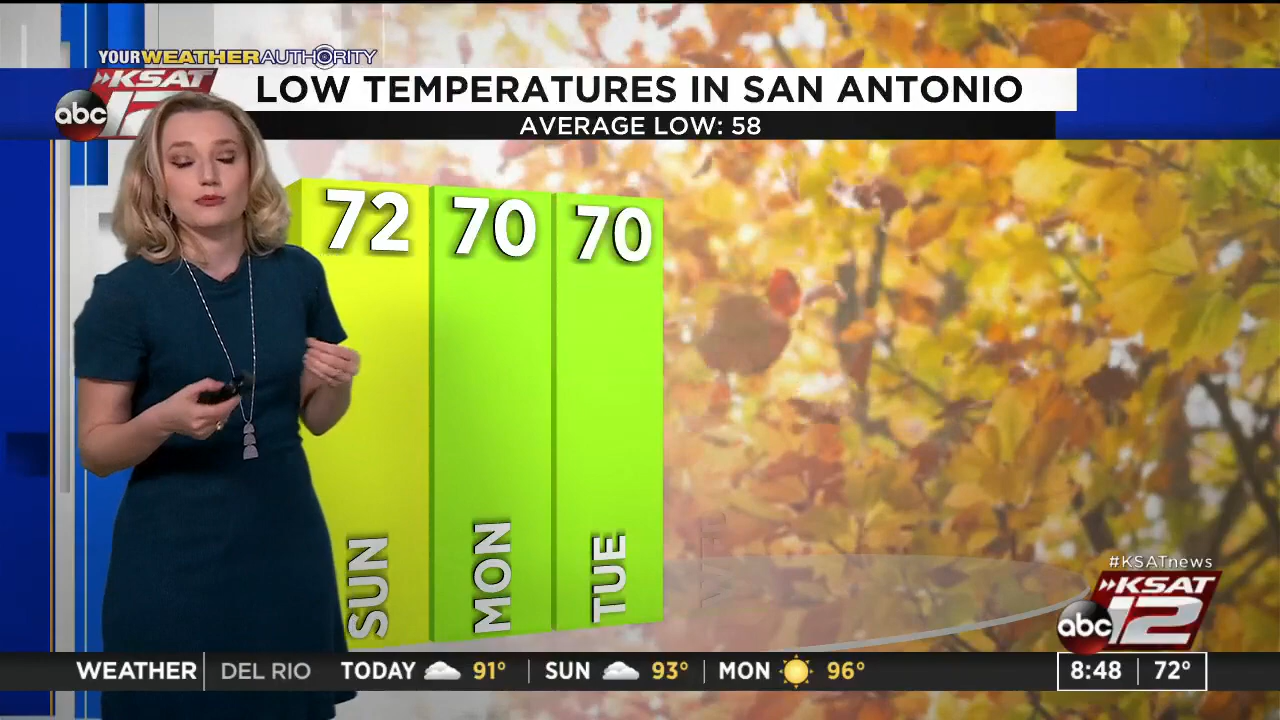 YOUR WEATHER AUTHORITY
KSAT
abc 12
LOW TEMPERATURES IN SAN ANTONIO
AVERAGE LOW: 58
72 70 70
SUN MON TUE
#KSATnews
KSAT
abc 12
WEATHER DEL RIO TODAY 91° SUN 93° MON 96° 8:48 72°